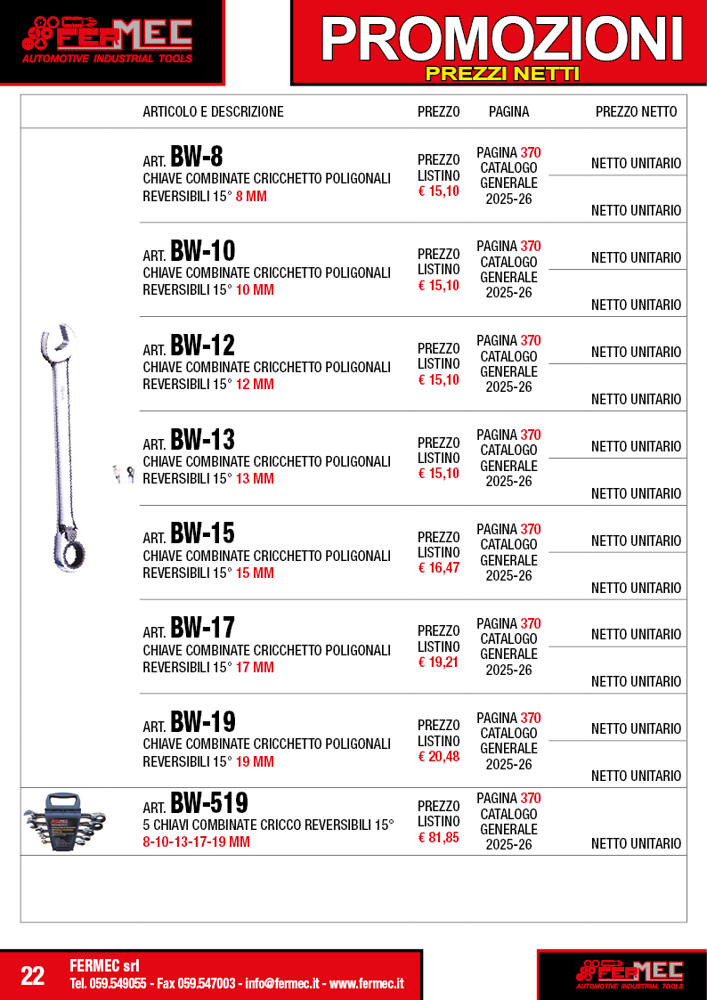 FERMEC
AUTOMOTIVE INDUSTRIAL TOOLS
PROMOZIONI
PREZZI NETTI
ARTICOLO E DESCRIZIONE PREZZO PAGINA PREZZO NETTO
ART. BW-8
CHIAVE COMBINATE CRICCHETTO POLIGONALI
REVERSIBILI 15° 8 MM
PREZZO
LISTINO
€ 15,10
PAGINA 370
CATALOGO
GENERALE
2025-26
NETTO UNITARIO
NETTO UNITARIO
ART. BW-10
CHIAVE COMBINATE CRICCHETTO POLIGONALI
REVERSIBILI 15° 10 MM
PREZZO
LISTINO
€ 15,10
PAGINA 370
CATALOGO
GENERALE
2025-26
NETTO UNITARIO
NETTO UNITARIO
ART. BW-12
CHIAVE COMBINATE CRICCHETTO POLIGONALI
REVERSIBILI 15° 12 MM
PREZZO
LISTINO
€ 15,10
PAGINA 370
CATALOGO
GENERALE
2025-26
NETTO UNITARIO
NETTO UNITARIO
ART. BW-13
CHIAVE COMBINATE CRICCHETTO POLIGONALI
REVERSIBILI 15° 13 MM
PREZZO
LISTINO
€ 15,10
PAGINA 370
CATALOGO
GENERALE
2025-26
NETTO UNITARIO
NETTO UNITARIO
ART. BW-15
CHIAVE COMBINATE CRICCHETTO POLIGONALI
REVERSIBILI 15° 15 MM
PREZZO
LISTINO
€ 16,47
PAGINA 370
CATALOGO
GENERALE
2025-26
NETTO UNITARIO
NETTO UNITARIO
ART. BW-17
CHIAVE COMBINATE CRICCHETTO POLIGONALI
REVERSIBILI 15° 17 MM
PREZZO
LISTINO
€ 19,21
PAGINA 370
CATALOGO
GENERALE
2025-26
NETTO UNITARIO
NETTO UNITARIO
ART. BW-19
CHIAVE COMBINATE CRICCHETTO POLIGONALI
REVERSIBILI 15° 19 MM
PREZZO
LISTINO
€ 20,48
PAGINA 370
CATALOGO
GENERALE
2025-26
NETTO UNITARIO
NETTO UNITARIO
ART. BW-519
5 CHIAVI COMBINATE CRICCO REVERSIBILI 15°
8-10-13-17-19 MM
PREZZO
LISTINO
€ 81,85
PAGINA 370
CATALOGO
GENERALE
2025-26
NETTO UNITARIO
22
FERMEC srl
Tel. 059.549055 - Fax 059.547003 - info@fermec.it - www.fermec.it
FERMEC
AUTOMOTIVE INDUSTRIAL TOOLS